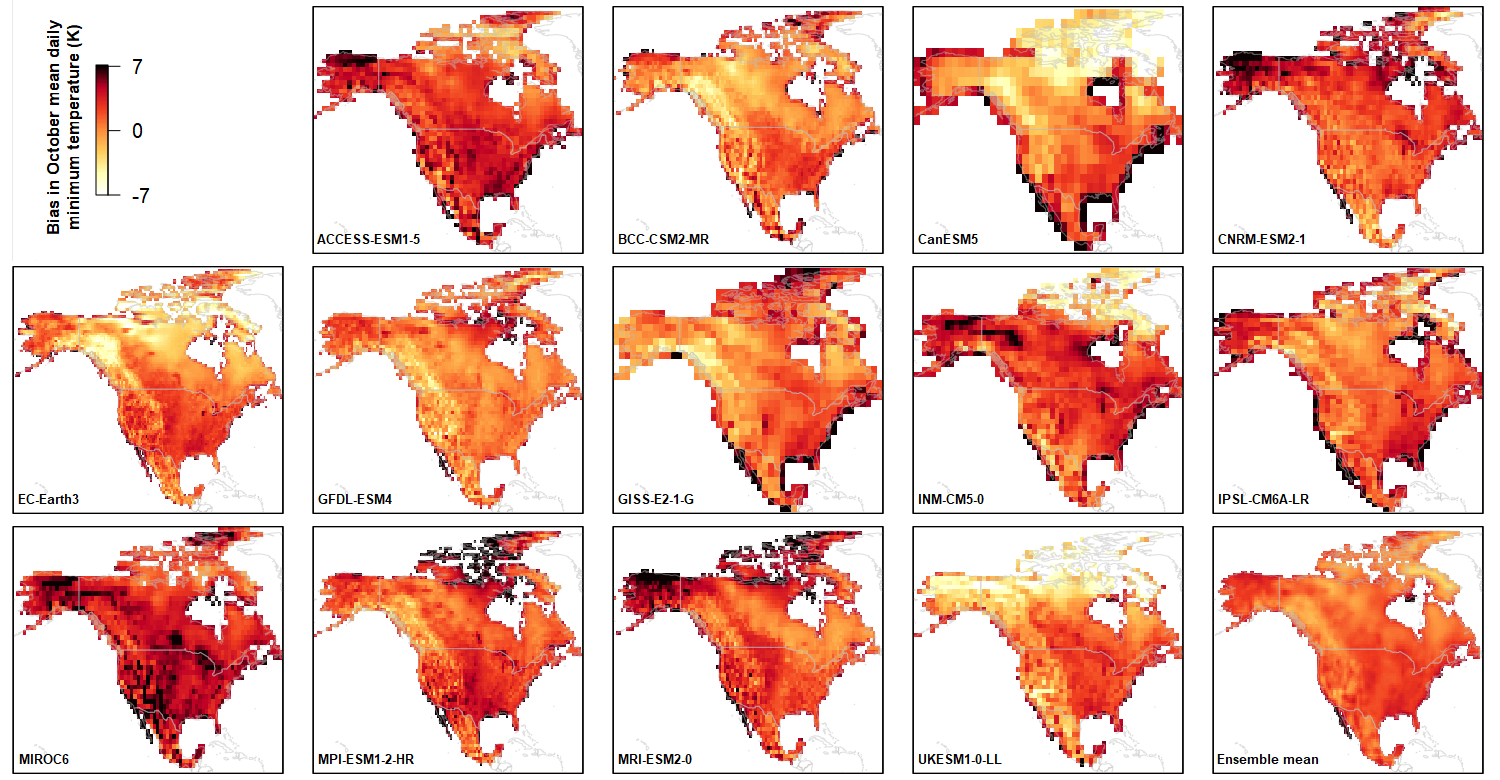 Bias in October mean daily
minimum temperature (K)
7
0
-7
ACCESS-ESM1-5
BCC-CSM2-MR
CanESM5
CNRM-ESM2-1
EC-Earth3
GFDL-ESM4
GISS-E2-1-G
INM-CM5-0
IPSL-CM6A-LR
MIROC6
MPI-ESM1-2-HR
MRI-ESM2-0
UKESM1-0-LL
Ensemble mean